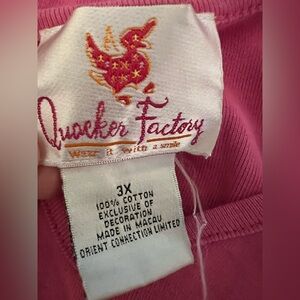 Quacker Factory
Wear it with a smile
3X
100% COTTON
EXCLUSIVE OF
DECORATION
MADE IN MACAU
ORIENT CONNECTION LIMITED